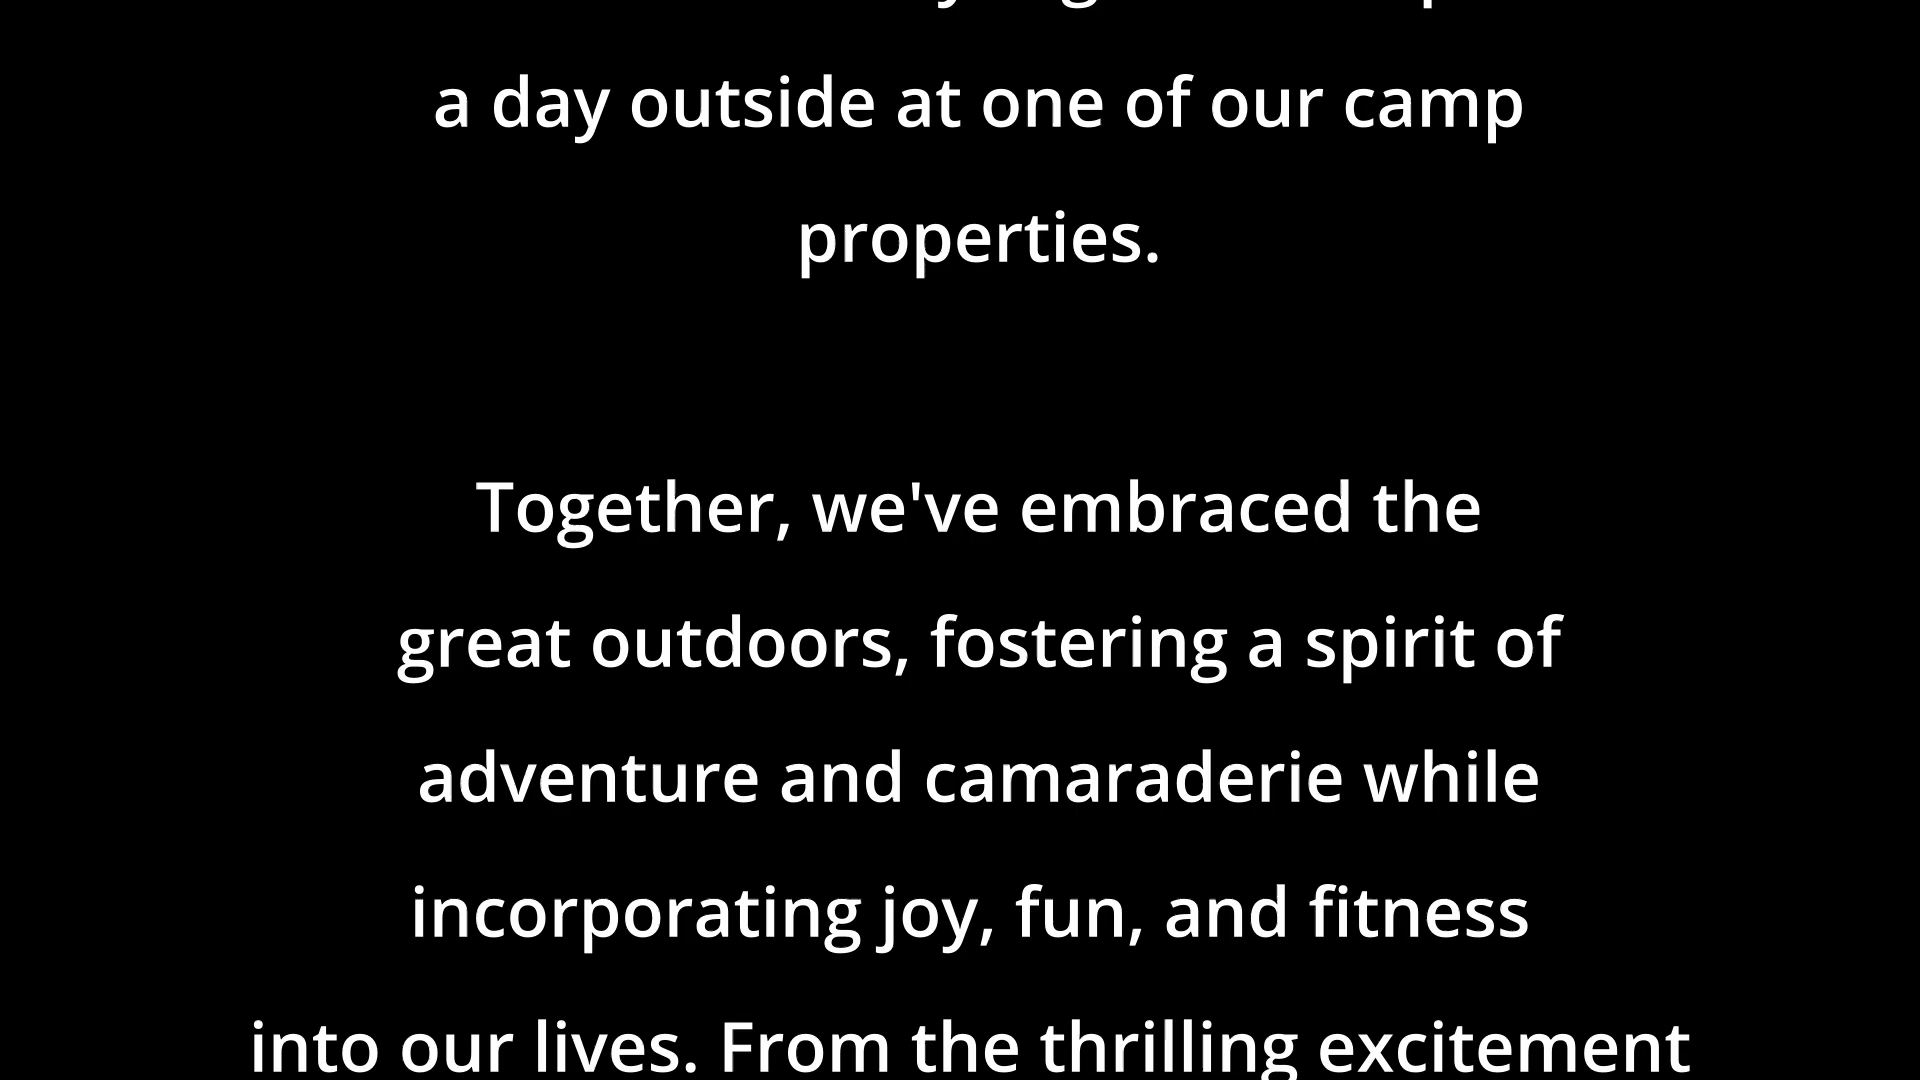 a day outside at one of our camp
properties.
Together, we've embraced the
great outdoors, fostering a spirit of
adventure and camaraderie while
incorporating joy, fun, and fitness
into our lives. From the thrilling excitement